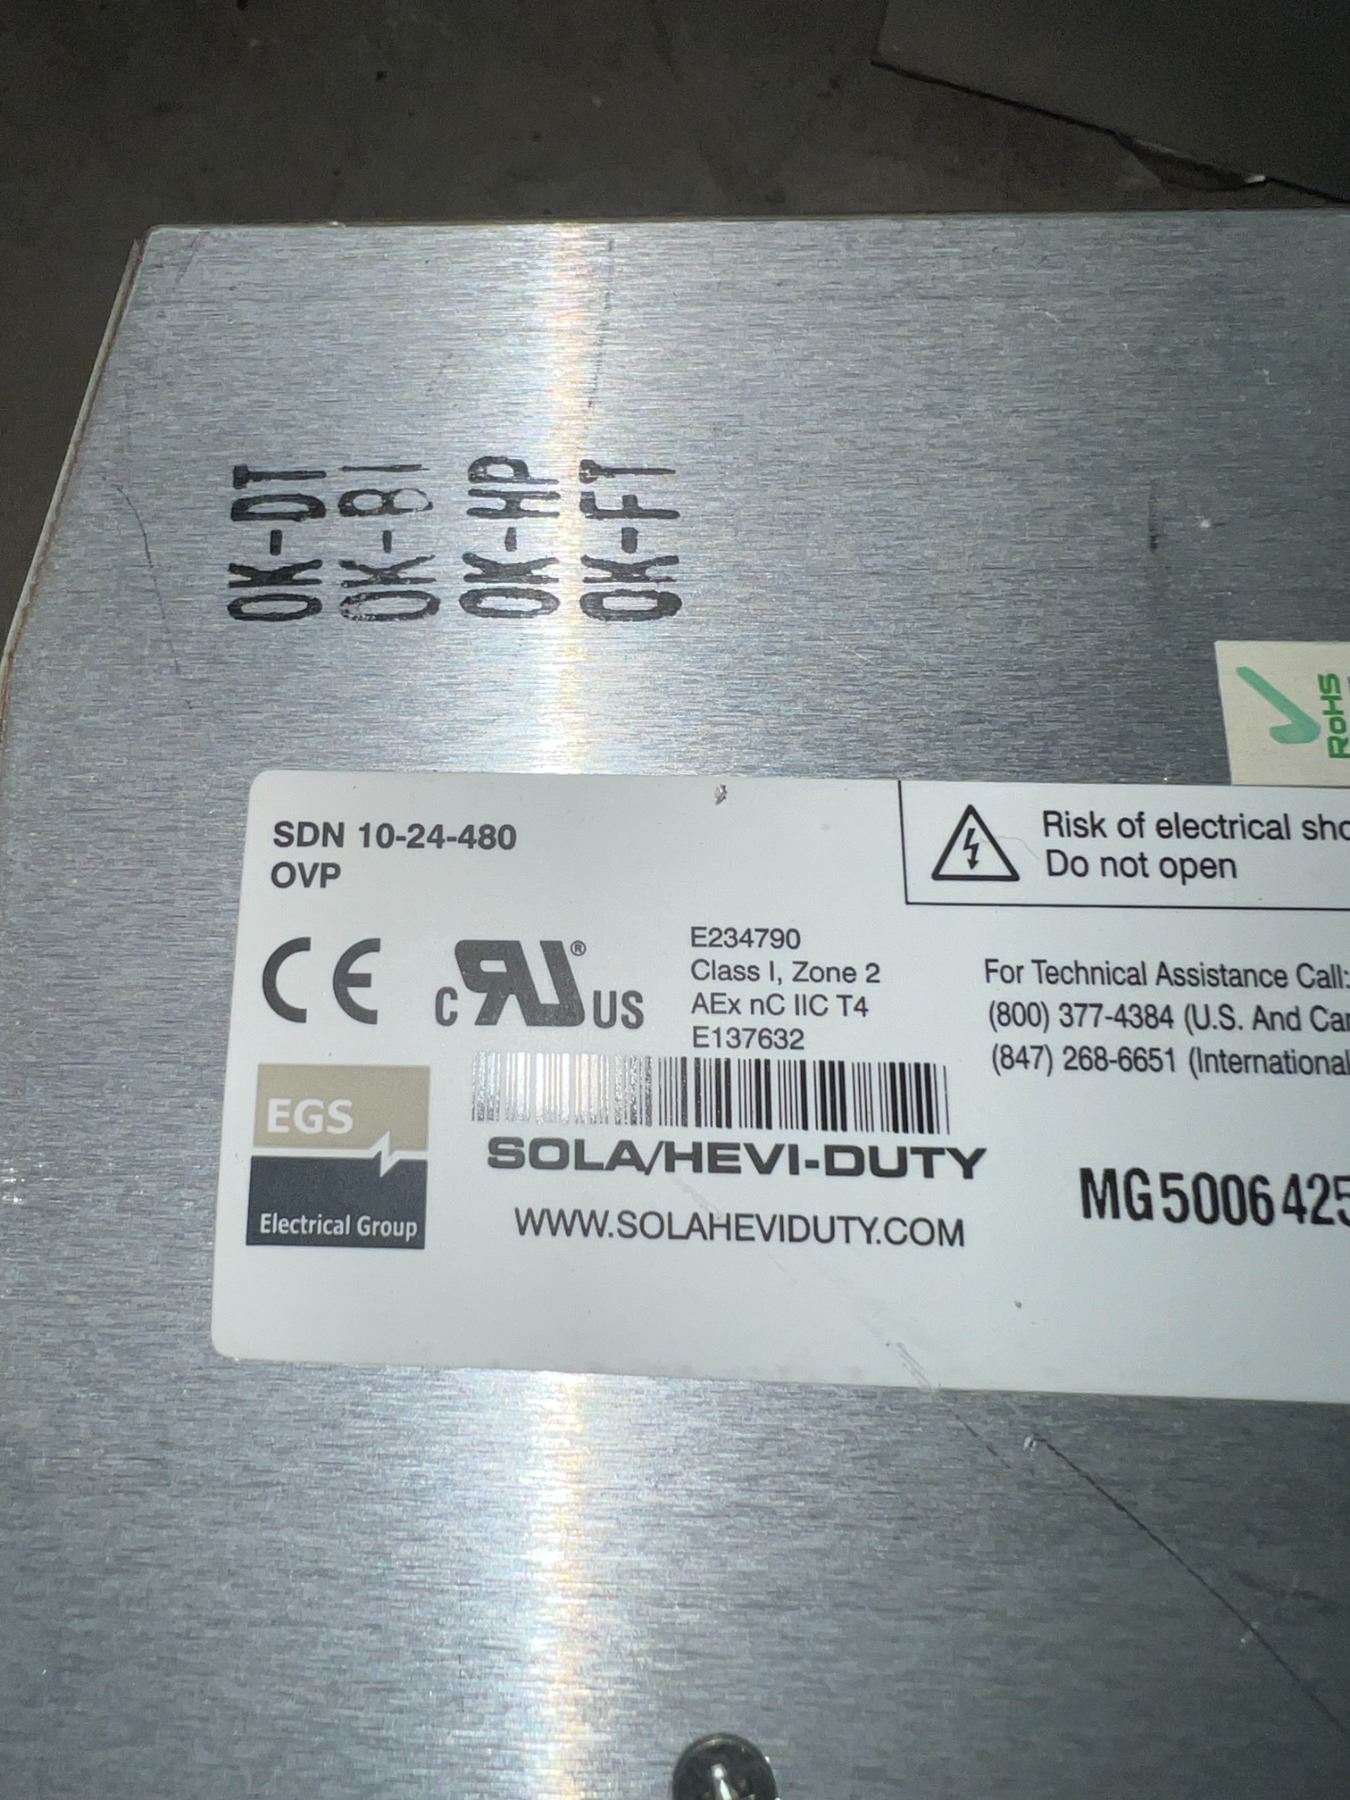 OK-DT
OK-BI
OK-HP
OK-FT
RoHS
SDN 10-24-480
OVP
Risk of electrical sho
Do not open
CE
c RU ® US
E234790
Class I, Zone 2
AEx nC IIC T4
E137632
For Technical Assistance Call:
(800) 377-4384 (U.S. And Ca
(847) 268-6651 (International
EGS
Electrical Group
SOLA/HEVI-DUTY
WWW.SOLAHEVIDUTY.COM
MG5006425